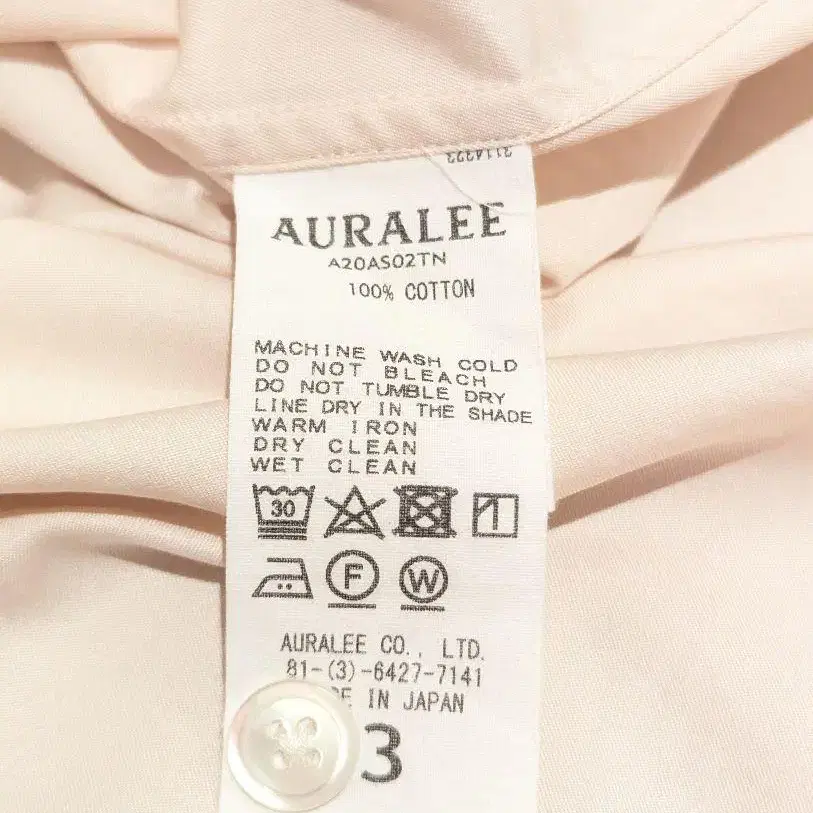 AURALEE
A20AS02TN
100% COTTON
MACHINE WASH COLD
DO NOT BLEACH
DO NOT TUMBLE DRY
LINE DRY IN THE SHADE
WARM IRON
DRY CLEAN
WET CLEAN
30
F W
AURALEE CO., LTD.
81-(3)-6427-7141
IN JAPAN
3